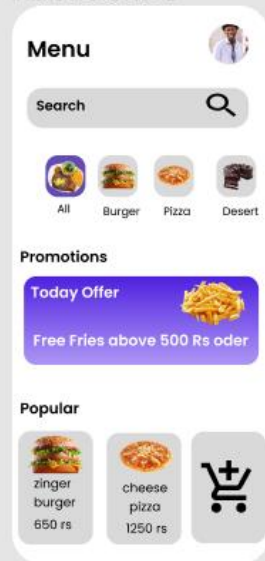 Menu
Search
All
Burger
Pizza
Desert
Promotions
Today Offer
Free Fries above 500 Rs oder
Popular
zinger
burger
650 rs
cheese
pizza
1250 rs